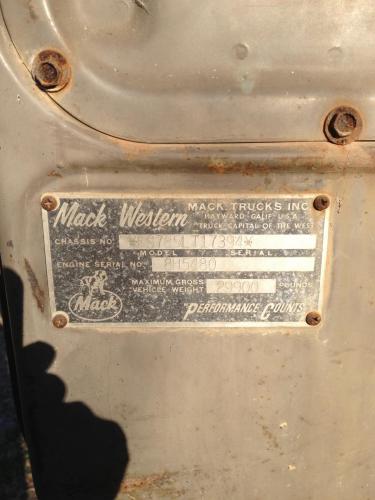 Mack Western MACK TRUCKS INC.
HAYWARD CALIF. U.S.A.
"TRUCK CAPITAL OF THE WEST"
CHASSIS NO.
MODEL SERIAL
ENGINE SERIAL NO.
MAXIMUM GROSS
VEHICLE WEIGHT 29900 POUNDS
Mack "PERFORMANCE COUNTS"